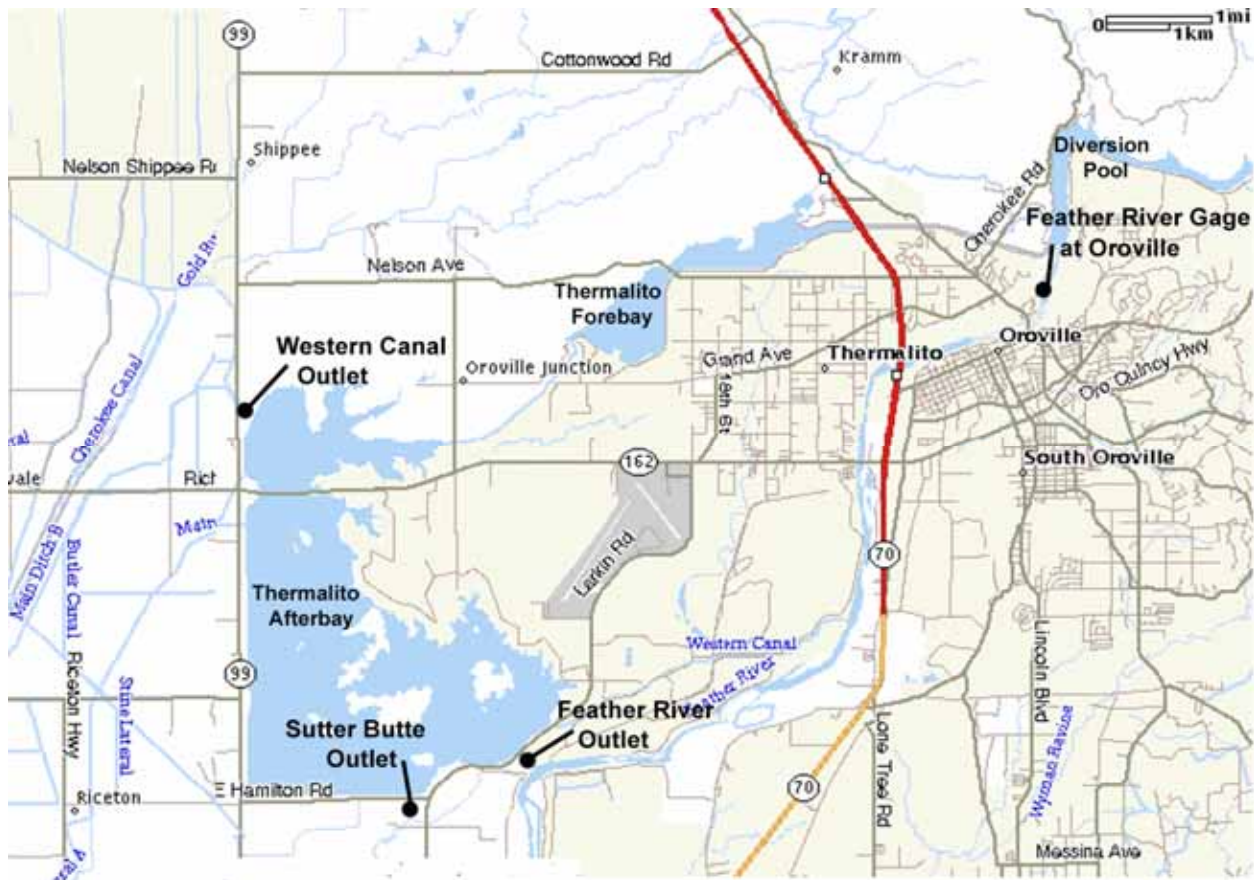 99
0
1mi
1km
Cottonwood Rd
Kramm
Shippee
Nelson Shippee R
Diversion
Pool
Cherokee Rd
Feather River Gage
at Oroville
Gold R
Nelson Ave
Thermalito
Forebay
Western Canal
Outlet
Oroville Junction
Grand Ave
Thermalito
Oroville
Oro Quincy Hwy
18th St
Cherokee Canal
162
South Oroville
vale
Rich
Main
Main Ditch B
Butler Canal
Larkin Rd
70
Thermalito
Afterbay
Western Canal
Feather River
Lincoln Blvd
99
Riceton Hwy
Stine Lateral
Sutter Butte
Outlet
Feather River
Outlet
Lone Tree Rd
Wyman Ravine
Riceton
E Hamilton Rd
70
Messina Ave